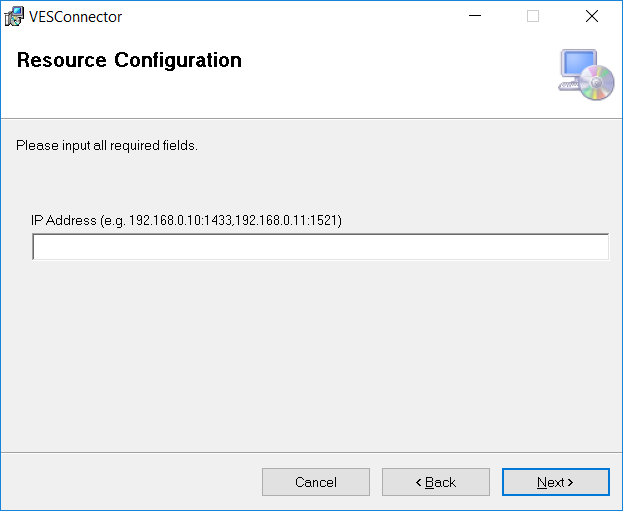 VESConnector
Resource Configuration
Please input all required fields.
IP Address (e.g. 192.168.0.10:1433,192.168.0.11:1521)
Cancel
< Back
Next >